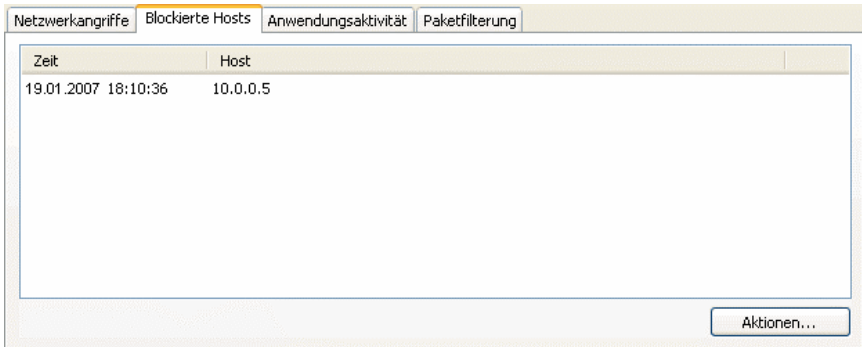 Netzwerkangriffe Blockierte Hosts Anwendungsaktivität Paketfilterung
Zeit Host
19.01.2007 18:10:36 10.0.0.5
Aktionen...